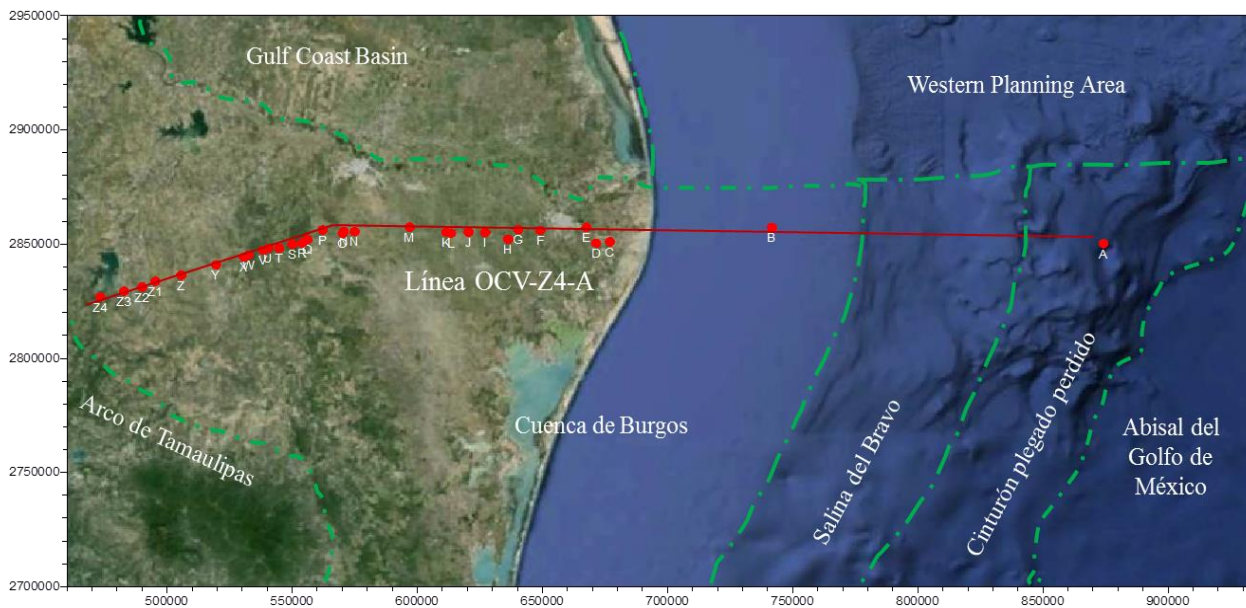 2950000
Gulf Coast Basin
Western Planning Area
2900000
P
O
N
M
K
L
J
I
H
G
F
E
D
C
B
A
2850000
Z4
Z3
Z2
Z1
Z
Y
X
W
V
U
T
S
R
Q
Línea OCV-Z4-A
2800000
Arco de Tamaulipas
Cuenca de Burgos
Salina del Bravo
Cinturón plegado perdido
Abisal del
Golfo de
México
2750000
2700000
500000
550000
600000
650000
700000
750000
800000
850000
900000